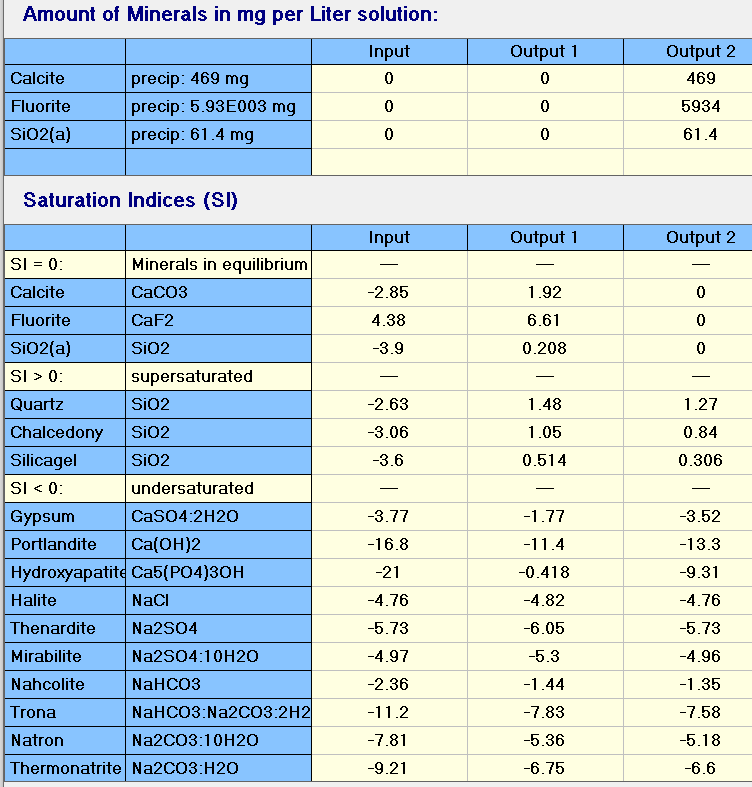 Amount of Minerals in mg per Liter solution:
Input Output 1 Output 2
Calcite precip: 469 mg 0 0 469
Fluorite precip: 5.93E003 mg 0 0 5934
SiO2(a) precip: 61.4 mg 0 0 61.4
Saturation Indices (SI)
Input Output 1 Output 2
SI = 0: Minerals in equilibrium — — —
Calcite CaCO3 -2.85 1.92 0
Fluorite CaF2 4.38 6.61 0
SiO2(a) SiO2 -3.9 0.208 0
SI > 0: supersaturated — — —
Quartz SiO2 -2.63 1.48 1.27
Chalcedony SiO2 -3.06 1.05 0.84
Silicagel SiO2 -3.6 0.514 0.306
SI < 0: undersaturated — — —
Gypsum CaSO4:2H2O -3.77 -1.77 -3.52
Portlandite Ca(OH)2 -16.8 -11.4 -13.3
Hydroxyapatite Ca5(PO4)3OH -21 -0.418 -9.31
Halite NaCl -4.76 -4.82 -4.76
Thenardite Na2SO4 -5.73 -6.05 -5.73
Mirabilite Na2SO4:10H2O -4.97 -5.3 -4.96
Nahcolite NaHCO3 -2.36 -1.44 -1.35
Trona NaHCO3:Na2CO3:2H2 -11.2 -7.83 -7.58
Natron Na2CO3:10H2O -7.81 -5.36 -5.18
Thermonatrite Na2CO3:H2O -9.21 -6.75 -6.6